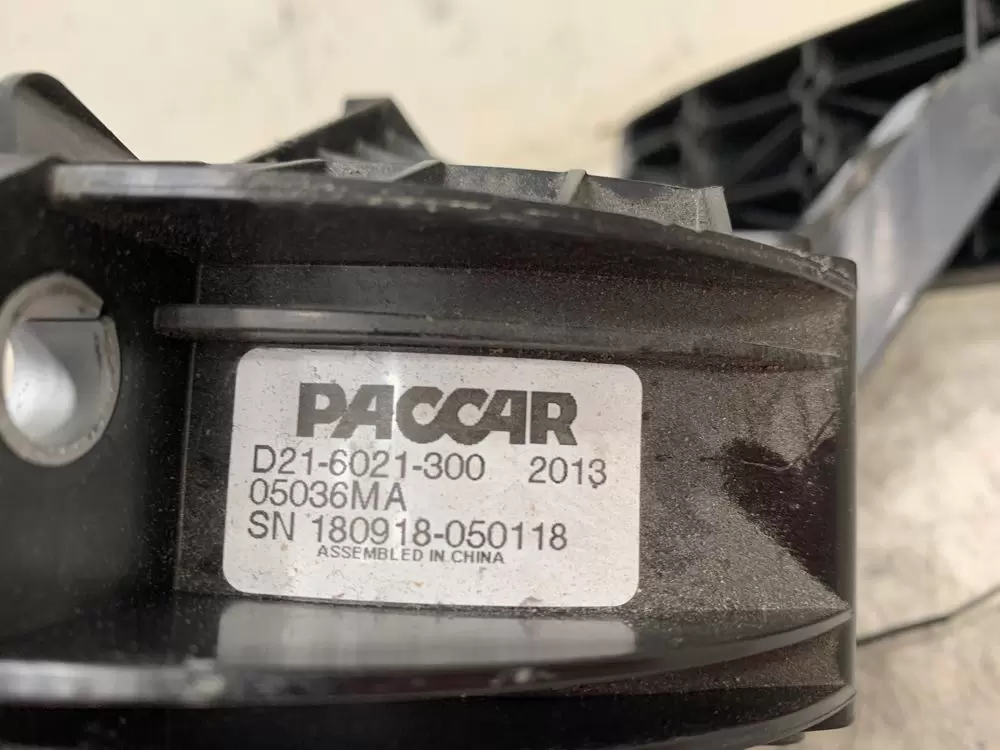 PACCAR
D21-6021-300 2013
05036MA
SN 180918-050118
ASSEMBLED IN CHINA